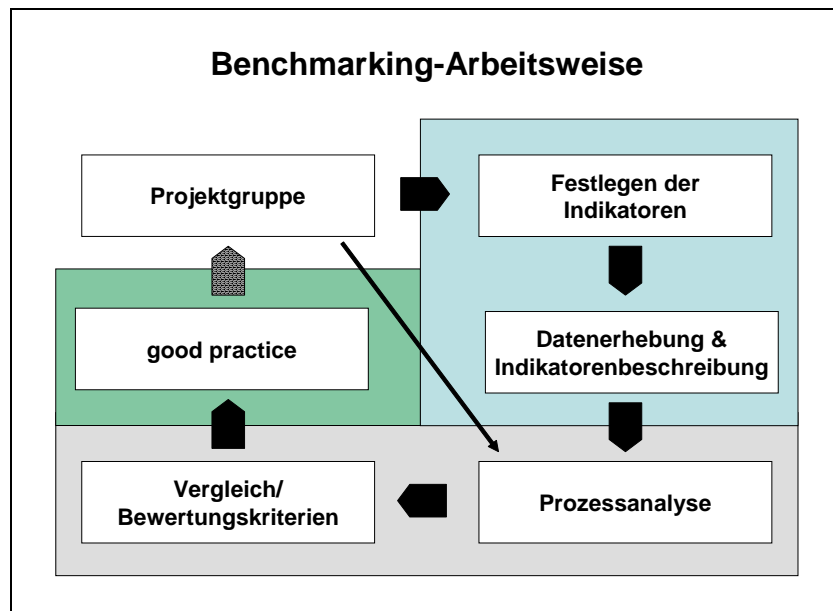 Benchmarking-Arbeitsweise
Projektgruppe
Festlegen der
Indikatoren
Datenerhebung &
Indikatorenbeschreibung
good practice
Vergleich/
Bewertungskriterien
Prozessanalyse